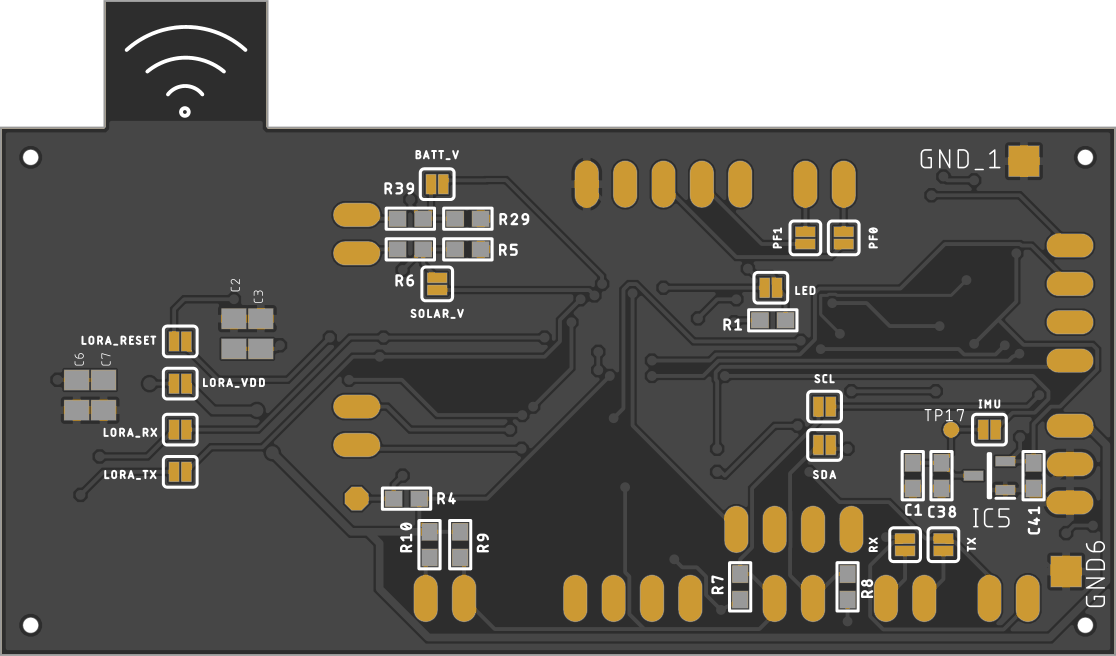 BATT_V
GND_1
R39
R29
PF1
PF0
R5
R6
C2
C3
LED
SOLAR_V
R1
LORA_RESET
C6
C7
LORA_VDD
SCL
IMU
TP17
LORA_RX
LORA_TX
SDA
R4
C1
C38
IC5
C41
R10
R9
RX
TX
GND6
R7
R8